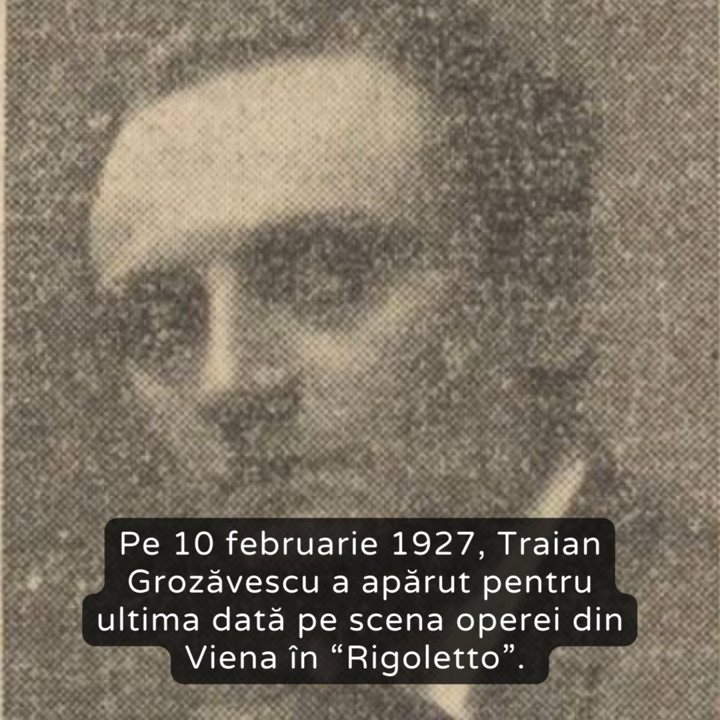 Pe 10 februarie 1927, Traian
Grozăvescu a apărut pentru
ultima dată pe scena operei din
Viena în “Rigoletto”.